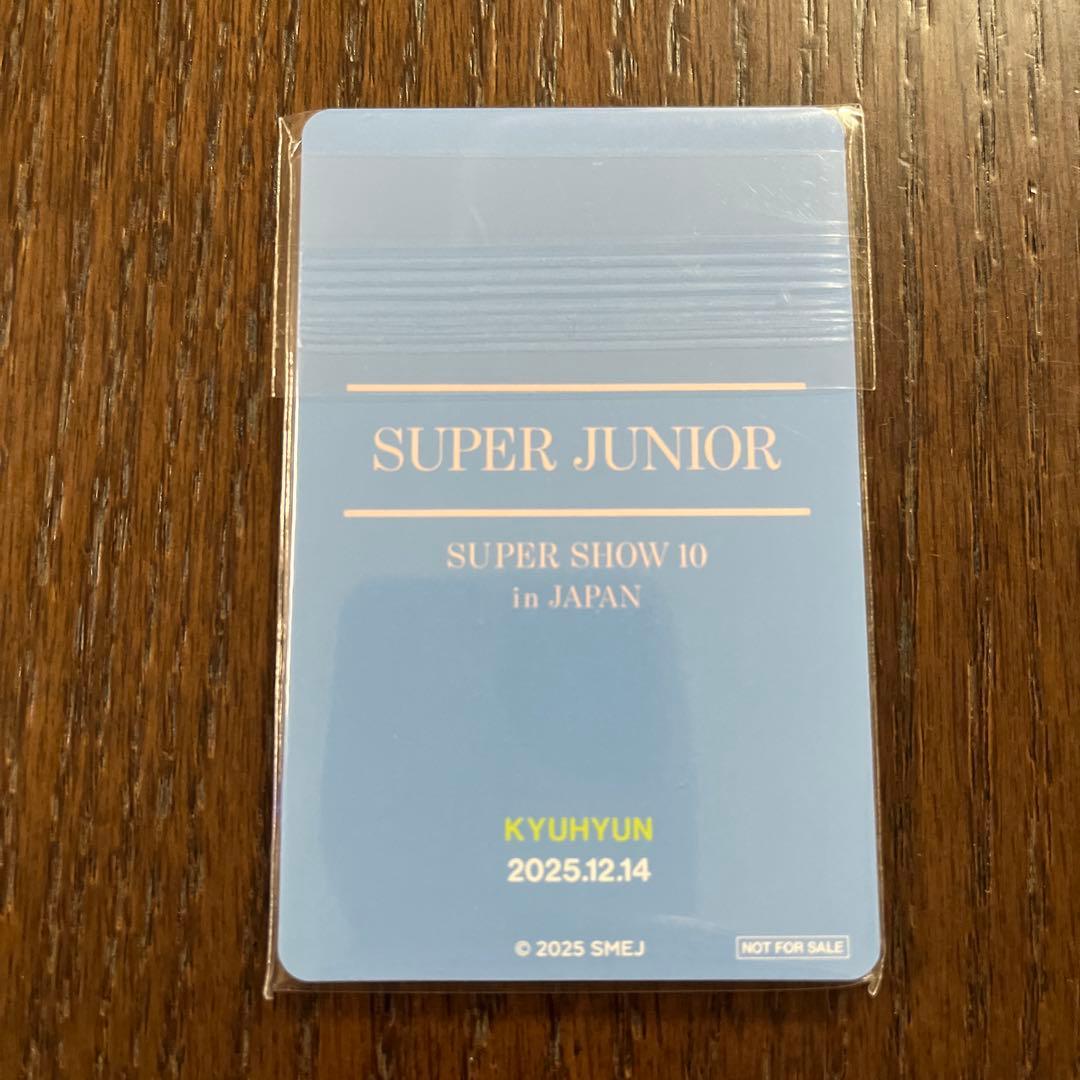 SUPER JUNIOR
SUPER SHOW 10
in JAPAN
KYUHYUN
2025.12.14
© 2025 SMEJ
NOT FOR SALE